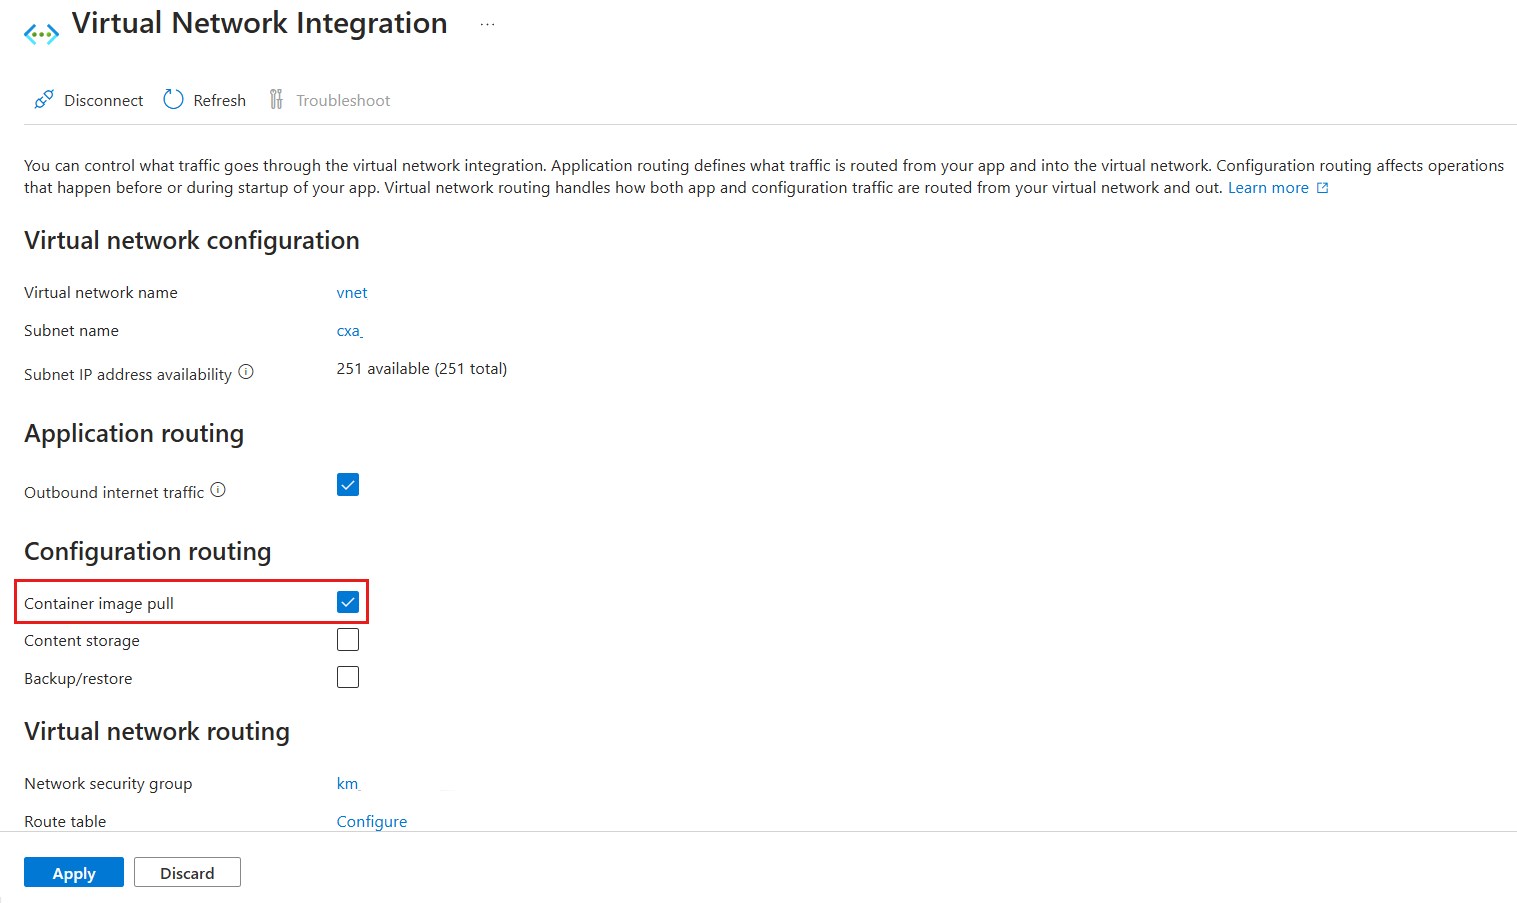 Virtual Network Integration ...
Disconnect Refresh Troubleshoot
You can control what traffic goes through the virtual network integration. Application routing defines what traffic is routed from your app and into the virtual network. Configuration routing affects operations
that happen before or during startup of your app. Virtual network routing handles how both app and configuration traffic are routed from your virtual network and out. Learn more
Virtual network configuration
Virtual network name vnet
Subnet name cxa_
Subnet IP address availability 251 available (251 total)
Application routing
Outbound internet traffic
Configuration routing
Container image pull
Content storage
Backup/restore
Virtual network routing
Network security group km_
Route table Configure
Apply Discard